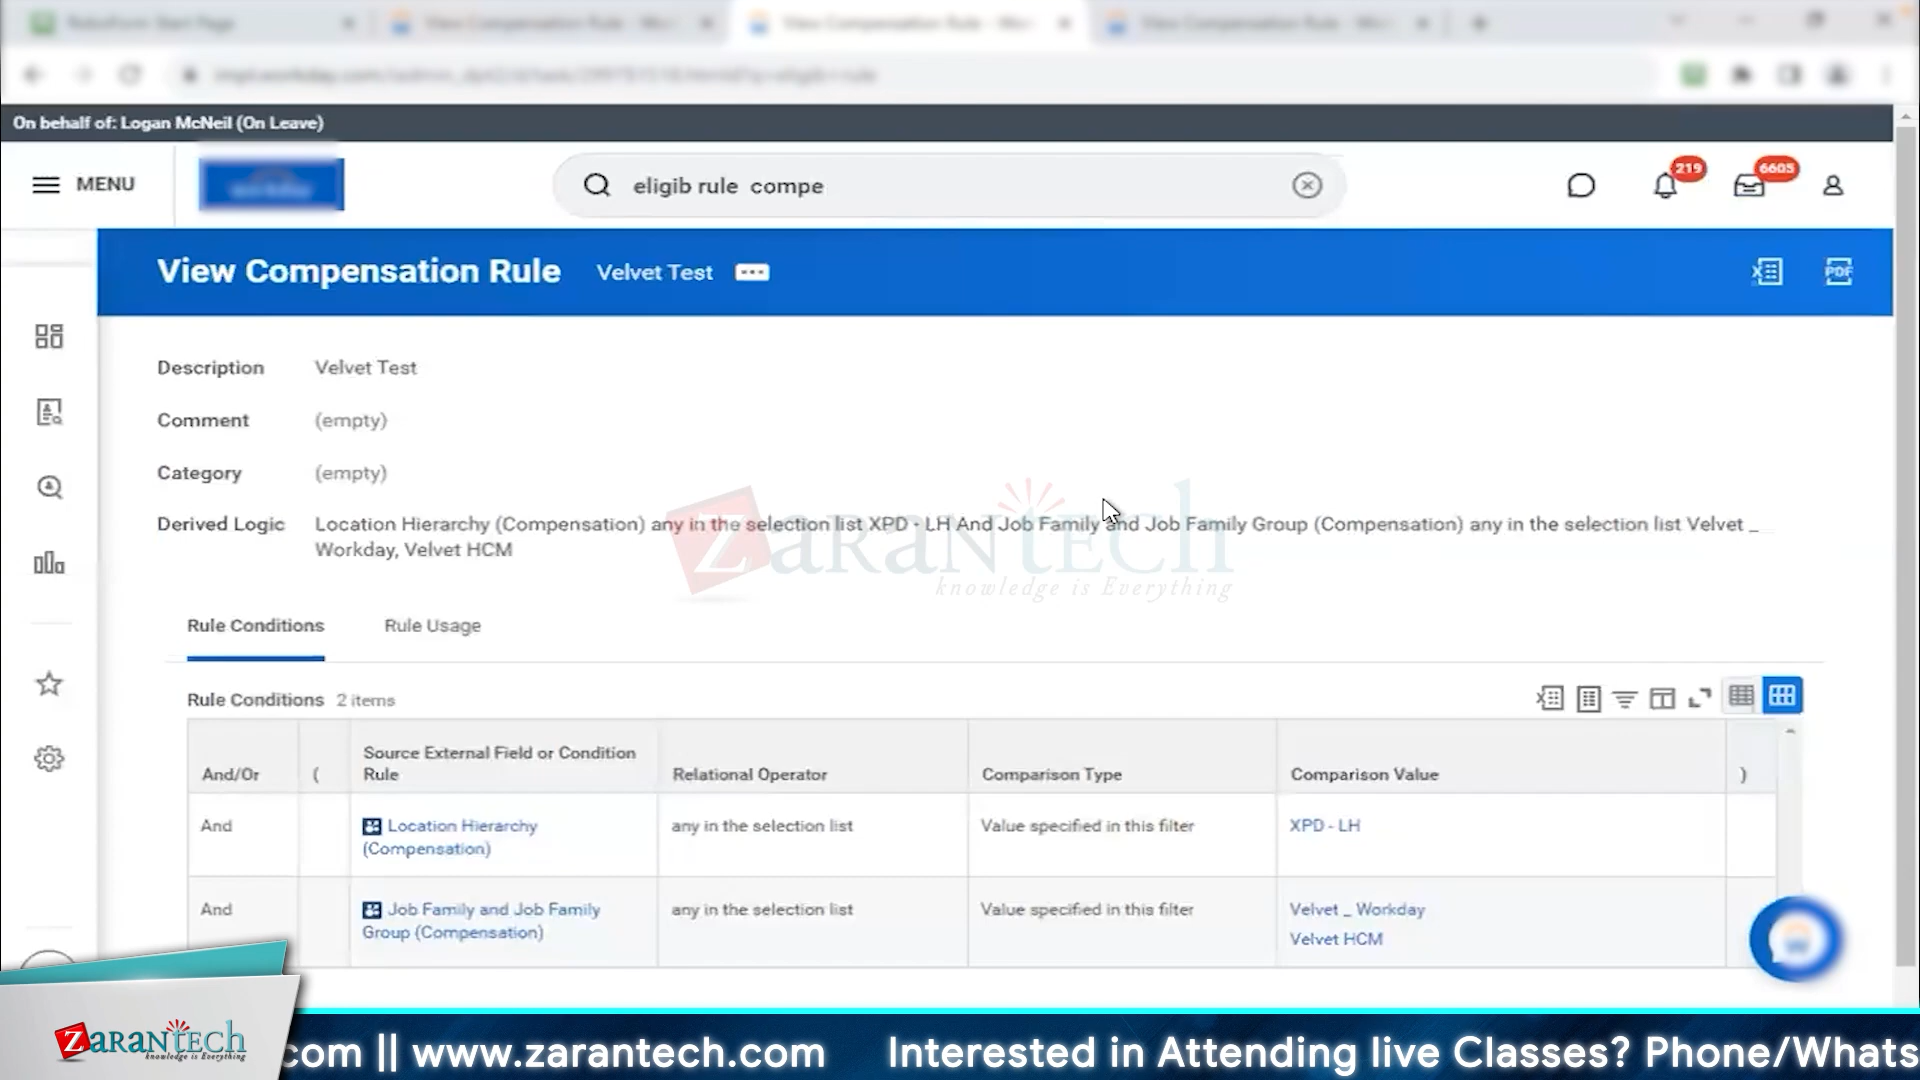 On behalf of: Logan McNeil (On Leave)
MENU
eligib rule  compe
219
6605
View Compensation Rule
Velvet Test
PDF
Description
Velvet Test
Comment
(empty)
Category
(empty)
Derived Logic
Location Hierarchy (Compensation) any in the selection list XPD - LH And Job Family and Job Family Group (Compensation) any in the selection list Velvet _
Workday, Velvet HCM
ZaranTech
knowledge is Everything
Rule Conditions
Rule Usage
Rule Conditions 2 items
And/Or
(
Source External Field or Condition
Rule
Relational Operator
Comparison Type
Comparison Value
)
And
Location Hierarchy
(Compensation)
any in the selection list
Value specified in this filter
XPD - LH
And
Job Family and Job Family
Group (Compensation)
any in the selection list
Value specified in this filter
Velvet _ Workday
Velvet HCM
ZaranTech
knowledge is Everything
.com || www.zarantech.com
Interested in Attending live Classes? Phone/Whats